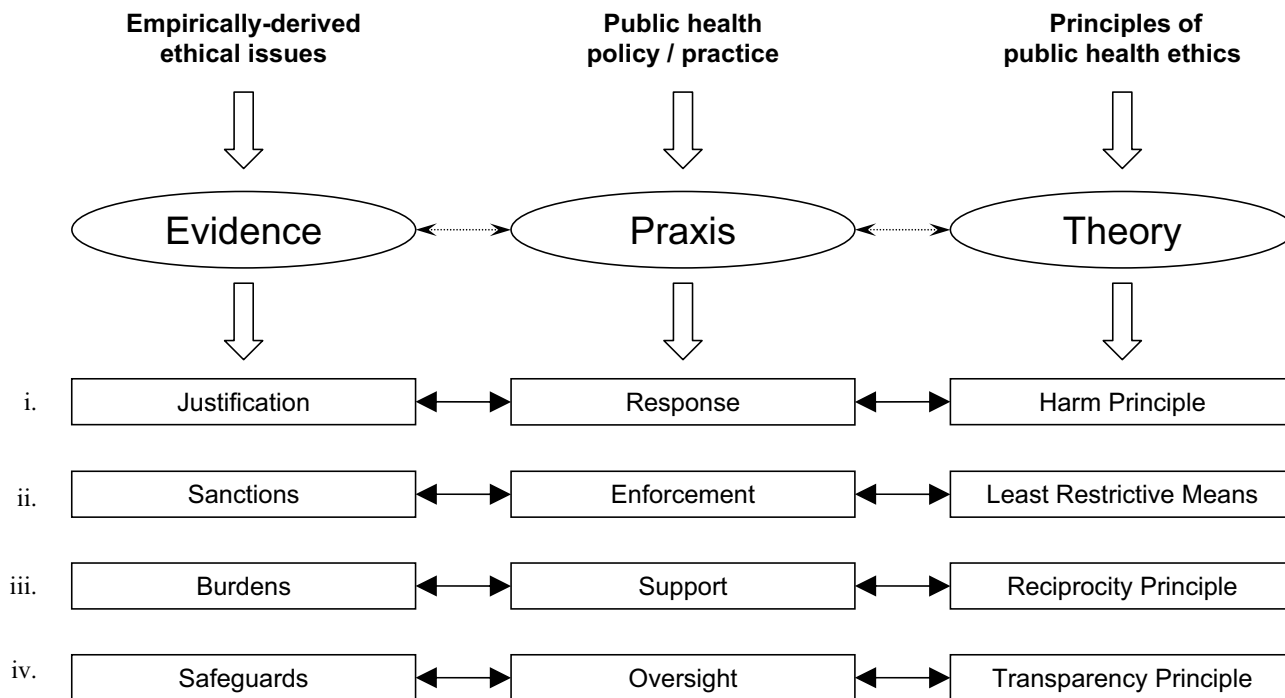 Empirically-derived
ethical issues
Public health
policy / practice
Principles of
public health ethics
Evidence
Praxis
Theory
i.
Justification
Response
Harm Principle
ii.
Sanctions
Enforcement
Least Restrictive Means
iii.
Burdens
Support
Reciprocity Principle
iv.
Safeguards
Oversight
Transparency Principle